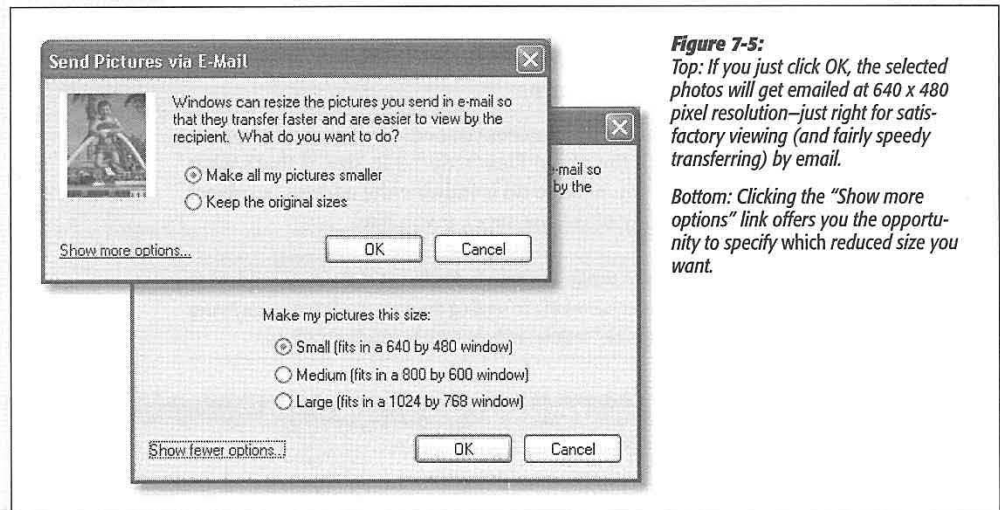 Send Pictures via E-Mail
Windows can resize the pictures you send in e-mail so
that they transfer faster and are easier to view by the
recipient. What do you want to do?
Make all my pictures smaller
Keep the original sizes
Show more options...
OK
Cancel
e-mail so
by the
Make my pictures this size:
Small (fits in a 640 by 480 window)
Medium (fits in a 800 by 600 window)
Large (fits in a 1024 by 768 window)
Show fewer options...
OK
Cancel
Figure 7-5:
Top: If you just click OK, the selected
photos will get emailed at 640 x 480
pixel resolution—just right for satis-
factory viewing (and fairly speedy
transferring) by email.
Bottom: Clicking the “Show more
options” link offers you the opportu-
nity to specify which reduced size you
want.